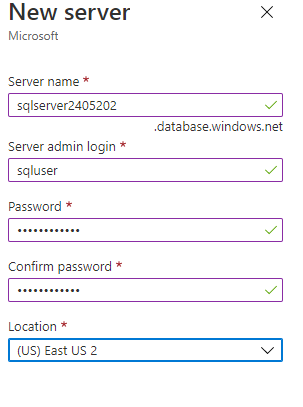 New server
Microsoft
Server name *
sqlserver2405202
.database.windows.net
Server admin login *
sqluser
Password *
••••••••••••
Confirm password *
••••••••••••
Location *
(US) East US 2